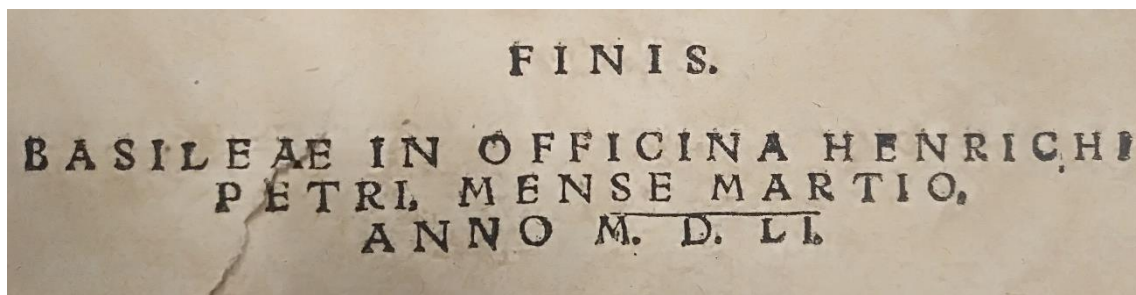 FINIS.
BASILEAE IN OFFICINA HENRICHI
PETRI, MENSE MARTIO.
ANNO M. D. LI.